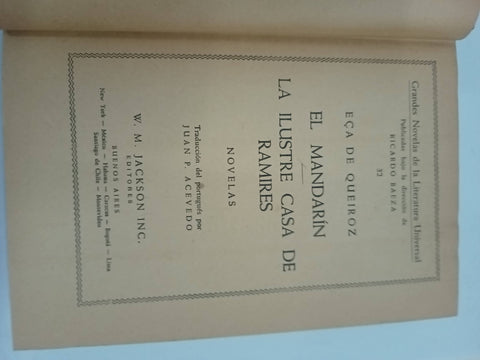 Grandes Novelas de la Literatura Universal
Publicadas bajo la dirección de
RICARDO BAEZA
32
EÇA DE QUEIROZ
EL MANDARÍN
LA ILUSTRE CASA DE
RAMIRES
NOVELAS
Traducción del portugués por
JUAN P. ACEVEDO
W. M. JACKSON INC.
EDITORES
BUENOS AIRES
New York — México — Habana — Caracas — Bogotá — Lima
Santiago de Chile — Montevideo